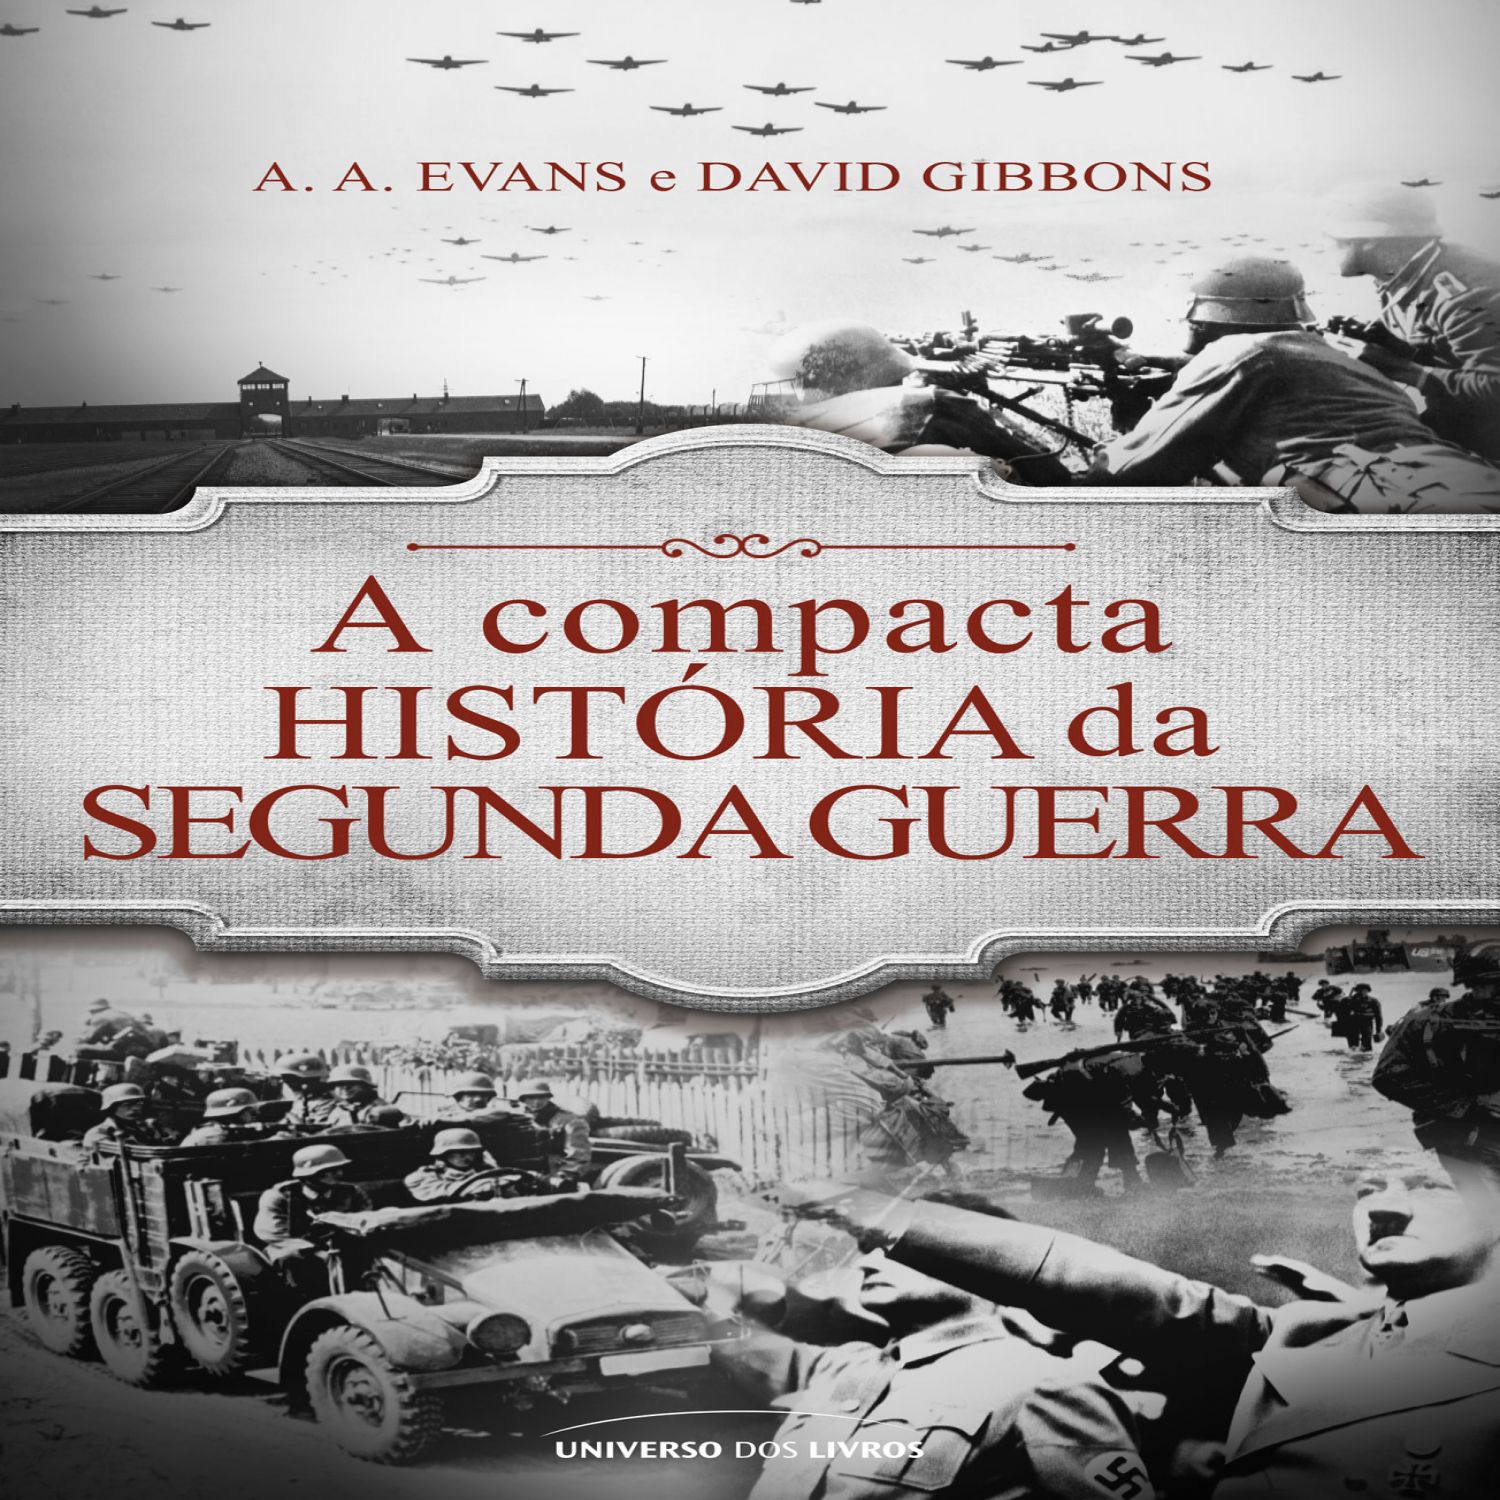 A. A. EVANS e DAVID GIBBONS
A compacta
HISTÓRIA da
SEGUNDA GUERRA
UNIVERSO DOS LIVROS